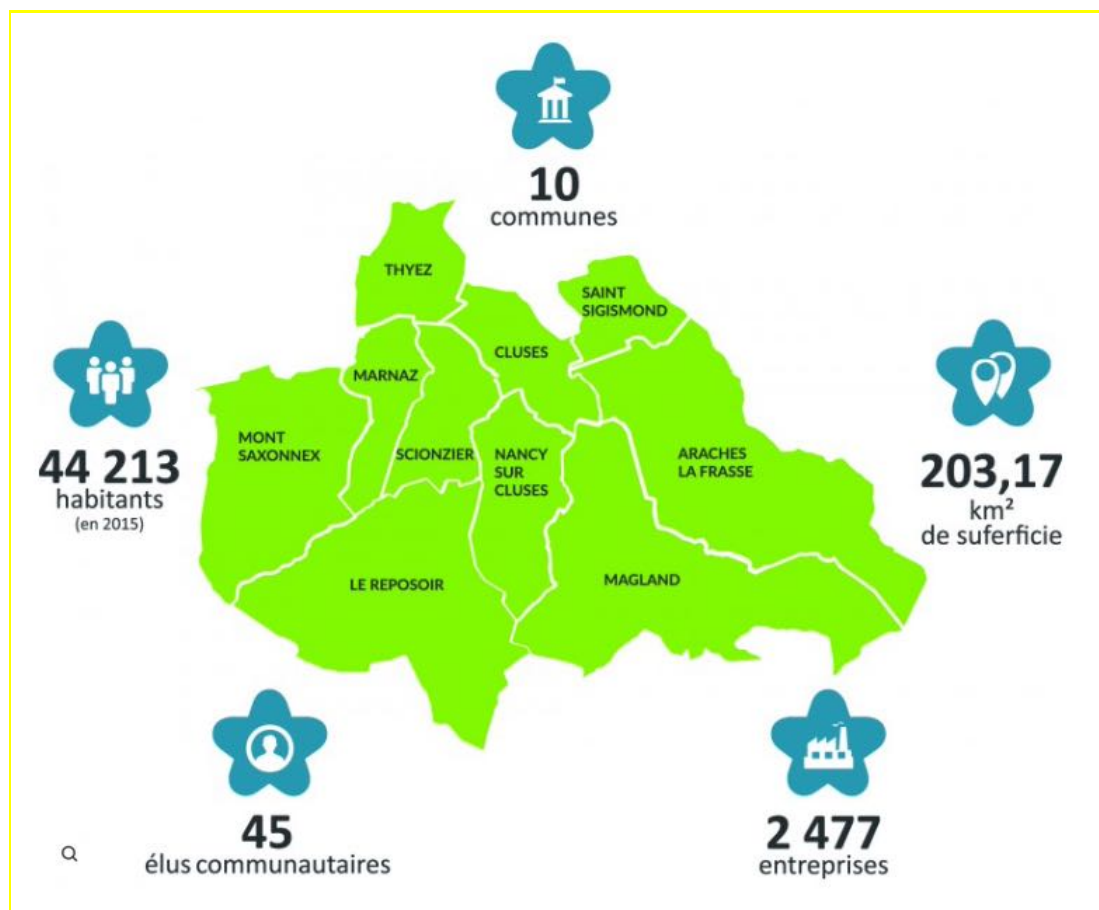 10
communes
THYEZ
SAINT
SIGISMOND
CLUSES
MARNAZ
MONT
SAXONNEX
SCIONZIER
NANCY
SUR
CLUSES
ARACHES
LA FRASSE
LE REPOSOIR
MAGLAND
44 213
habitants
(en 2015)
203,17
km²
de suferficie
45
élus communautaires
2 477
entreprises